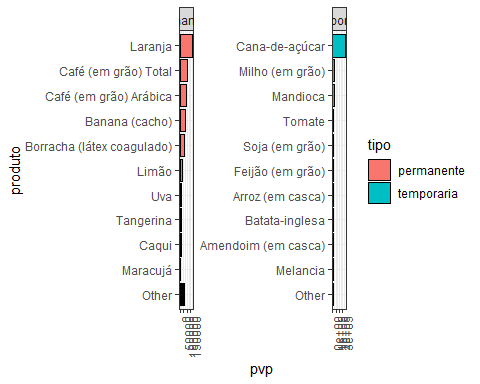 Laranja
Café (em grão) Total
Café (em grão) Arábica
Banana (cacho)
Borracha (látex coagulado)
Limão
Uva
Tangerina
Caqui
Maracujá
Other
Cana-de-açúcar
Milho (em grão)
Mandioca
Tomate
Soja (em grão)
Feijão (em grão)
Arroz (em casca)
Batata-inglesa
Amendoim (em casca)
Melancia
Other
produto
pvp
tipo
permanente
temporaria